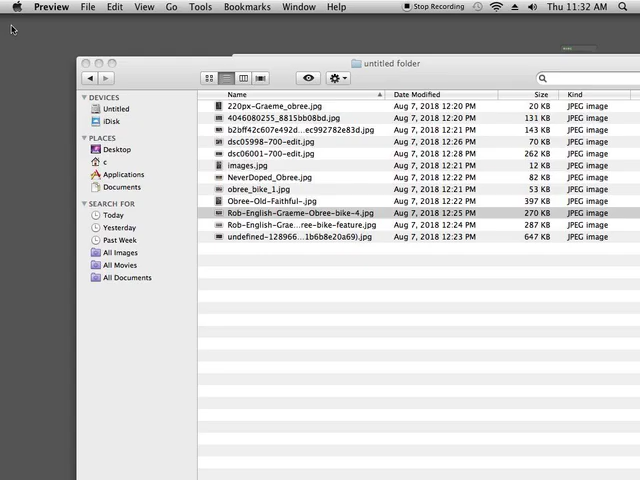 Preview File Edit View Go Tools Bookmarks Window Help Stop Recording Thu 11:32 AM
untitled folder
Name Date Modified Size Kind
DEVICES
Untitled
iDisk
PLACES
Desktop
c
Applications
Documents
SEARCH FOR
Today
Yesterday
Past Week
All Images
All Movies
All Documents
220px-Graeme_obree.jpg Aug 7, 2018 12:20 PM 20 KB JPEG image
4046080255_8815bb08bd.jpg Aug 7, 2018 12:20 PM 131 KB JPEG image
b2bff42c607e492d...ec992782e83d.jpg Aug 7, 2018 12:21 PM 143 KB JPEG image
dsc05998-700-edit.jpg Aug 7, 2018 12:26 PM 70 KB JPEG image
dsc06001-700-edit.jpg Aug 7, 2018 12:28 PM 262 KB JPEG image
images.jpg Aug 7, 2018 12:21 PM 12 KB JPEG image
NeverDoped_Obree.jpg Aug 7, 2018 12:22 PM 82 KB JPEG image
obree_bike_1.jpg Aug 7, 2018 12:21 PM 53 KB JPEG image
Obree-Old-Faithful-.jpg Aug 7, 2018 12:22 PM 397 KB JPEG image
Rob-English-Graeme-Obree-bike-4.jpg Aug 7, 2018 12:25 PM 270 KB JPEG image
Rob-English-Grae...ree-bike-feature.jpg Aug 7, 2018 12:24 PM 287 KB JPEG image
undefined-128966...1b6b8e20a69).jpg Aug 7, 2018 12:23 PM 647 KB JPEG image